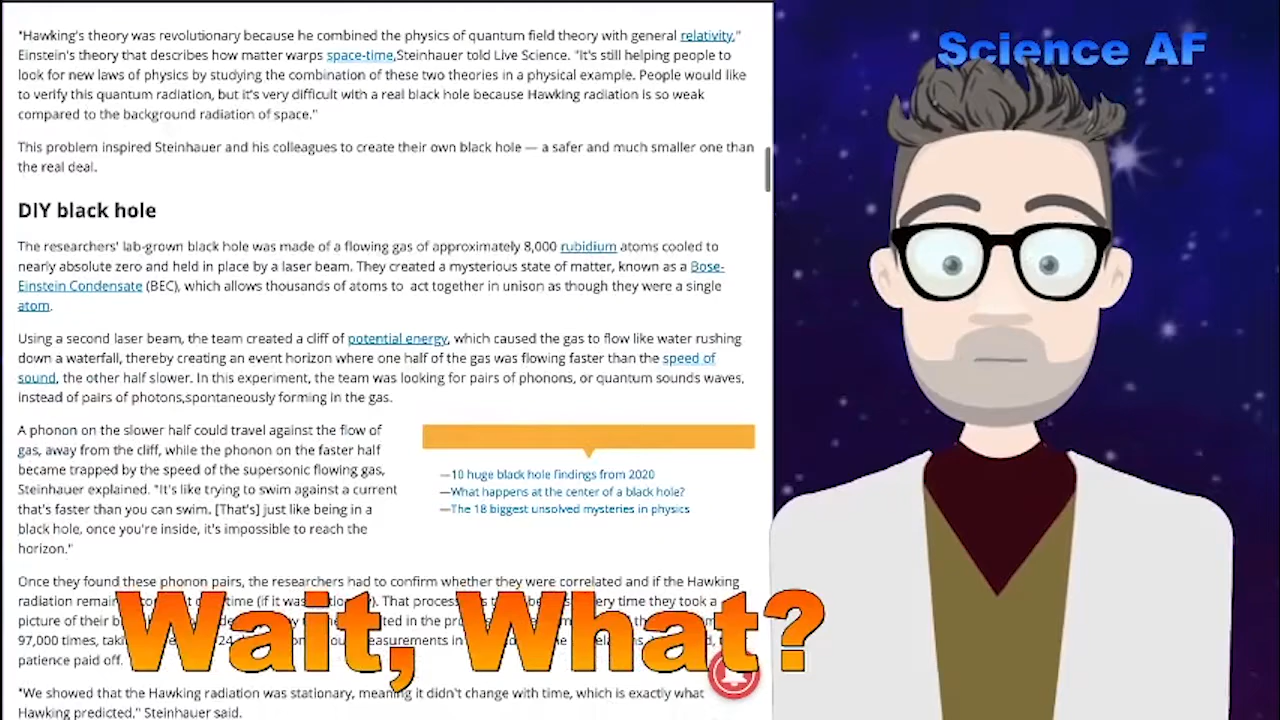 "Hawking's theory was revolutionary because he combined the physics of quantum field theory with general relativity,"
Einstein's theory that describes how matter warps space-time,Steinhauer told Live Science. "It's still helping people to
look for new laws of physics by studying the combination of these two theories in a physical example. People would like
to verify this quantum radiation, but it's very difficult with a real black hole because Hawking radiation is so weak
compared to the background radiation of space."
This problem inspired Steinhauer and his colleagues to create their own black hole — a safer and much smaller one than
the real deal.
DIY black hole
The researchers' lab-grown black hole was made of a flowing gas of approximately 8,000 rubidium atoms cooled to
nearly absolute zero and held in place by a laser beam. They created a mysterious state of matter, known as a Bose-
Einstein Condensate (BEC), which allows thousands of atoms to act together in unison as though they were a single
atom.
Using a second laser beam, the team created a cliff of potential energy, which caused the gas to flow like water rushing
down a waterfall, thereby creating an event horizon where one half of the gas was flowing faster than the speed of
sound, the other half slower. In this experiment, the team was looking for pairs of phonons, or quantum sounds waves,
instead of pairs of photons,spontaneously forming in the gas.
A phonon on the slower half could travel against the flow of
gas, away from the cliff, while the phonon on the faster half
became trapped by the speed of the supersonic flowing gas,
Steinhauer explained. "It's like trying to swim against a current
that's faster than you can swim. [That's] just like being in a
black hole, once you're inside, it's impossible to reach the
horizon."
—10 huge black hole findings from 2020
—What happens at the center of a black hole?
—The 18 biggest unsolved mysteries in physics
Once they found these phonon pairs, the researchers had to confirm whether they were correlated and if the Hawking
radiation time (if it was That time they took a
picture of their in the
97,000 times, 24 measurements in
patience paid off.
"We showed that the Hawking radiation was stationary, meaning it didn't change with time, which is exactly what
Hawking predicted," Steinhauer said.
Wait, What?
Science AF